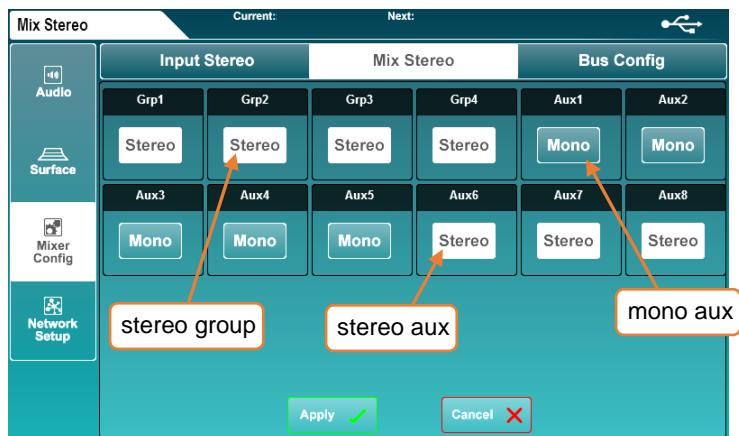 Mix Stereo
Current:
Next:
Input Stereo
Mix Stereo
Bus Config
Audio
Surface
Mixer
Config
Network
Setup
Grp1
Grp2
Grp3
Grp4
Aux1
Aux2
Stereo
Stereo
Stereo
Stereo
Mono
Mono
Aux3
Aux4
Aux5
Aux6
Aux7
Aux8
Mono
Mono
Mono
Stereo
Stereo
Stereo
stereo group
stereo aux
mono aux
Apply
Cancel